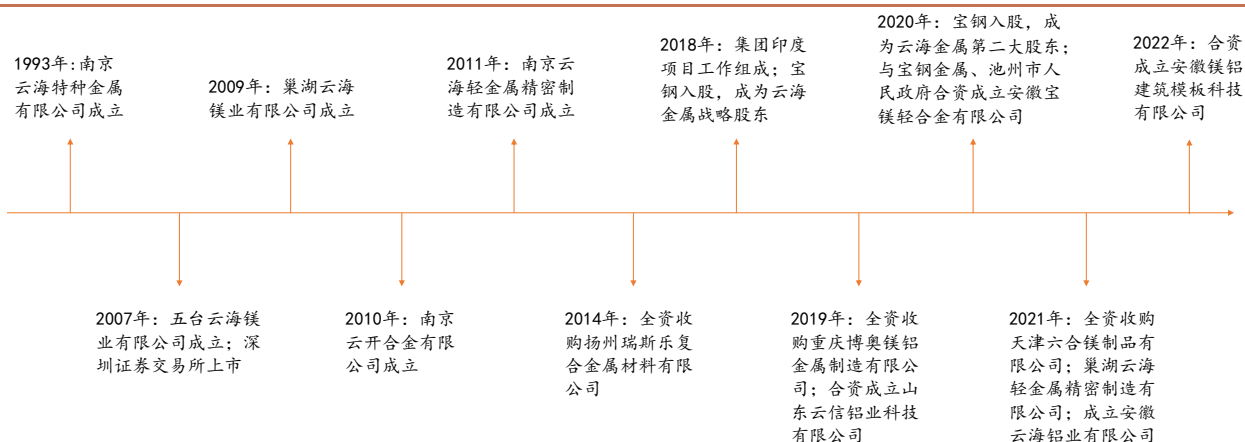 1993年:南京
云海特种金属
有限公司成立
2009年：巢湖云海
镁业有限公司成立
2011年：南京云
海轻金属精密制
造有限公司成立
2018年：集团印度
项目工作组成；宝
钢入股，成为云海
金属战略股东
2020年：宝钢入股，成
为云海金属第二大股东；
与宝钢金属、池州市人
民政府合资成立安徽宝
镁轻合金有限公司
2022年：合资
成立安徽镁铝
建筑模板科技
有限公司
2007年：五台云海镁
业有限公司成立；深
圳证券交易所上市
2010年：南京
云开合金有限
公司成立
2014年：全资收
购扬州瑞斯乐复
合金属材料有限
公司
2019年：全资收
购重庆博奥镁铝
金属制造有限公
司；合资成立山
东云信铝业科技
有限公司
2021年：全资收购
天津六合镁制品有
限公司；巢湖云海
轻金属精密制造有
限公司；成立安徽
云海铝业有限公司